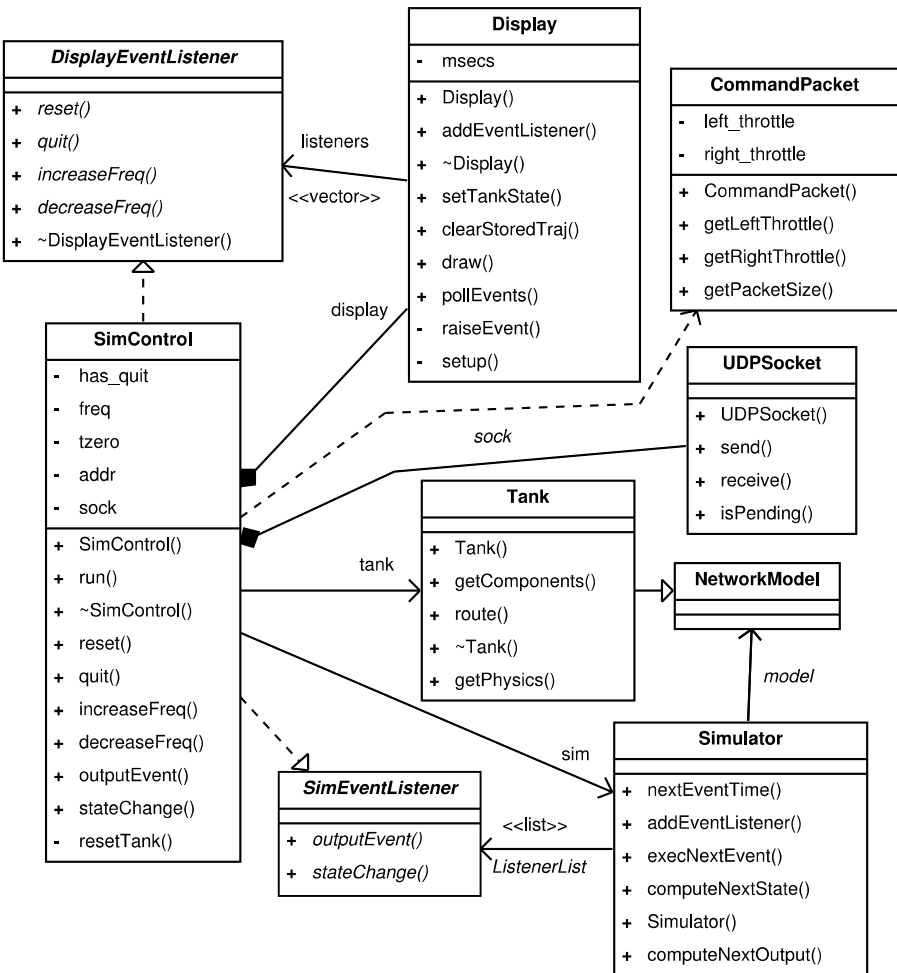 DisplayEventListener
+ reset()
+ quit()
+ increaseFreq()
+ decreaseFreq()
+ ~DisplayEventListener()
Display
- msecs
+ Display()
+ addEventListener()
+ ~Display()
+ setTankState()
+ clearStoredTraj()
+ draw()
+ pollEvents()
- raiseEvent()
- setup()
CommandPacket
- left_throttle
- right_throttle
+ CommandPacket()
+ getLeftThrottle()
+ getRightThrottle()
+ getPacketSize()
listeners
<<vector>>
display
SimControl
- has_quit
- freq
- tzero
- addr
- sock
+ SimControl()
+ run()
+ ~SimControl()
+ reset()
+ quit()
+ increaseFreq()
+ decreaseFreq()
+ outputEvent()
+ stateChange()
- resetTank()
UDPSocket
+ UDPSocket()
+ send()
+ receive()
+ isPending()
sock
Tank
+ Tank()
+ getComponents()
+ route()
+ ~Tank()
+ getPhysics()
tank
NetworkModel
model
sim
Simulator
+ nextEventTime()
+ addEventListener()
+ execNextEvent()
+ computeNextState()
+ Simulator()
+ computeNextOutput()
SimEventListener
+ outputEvent()
+ stateChange()
<<list>>
ListenerList